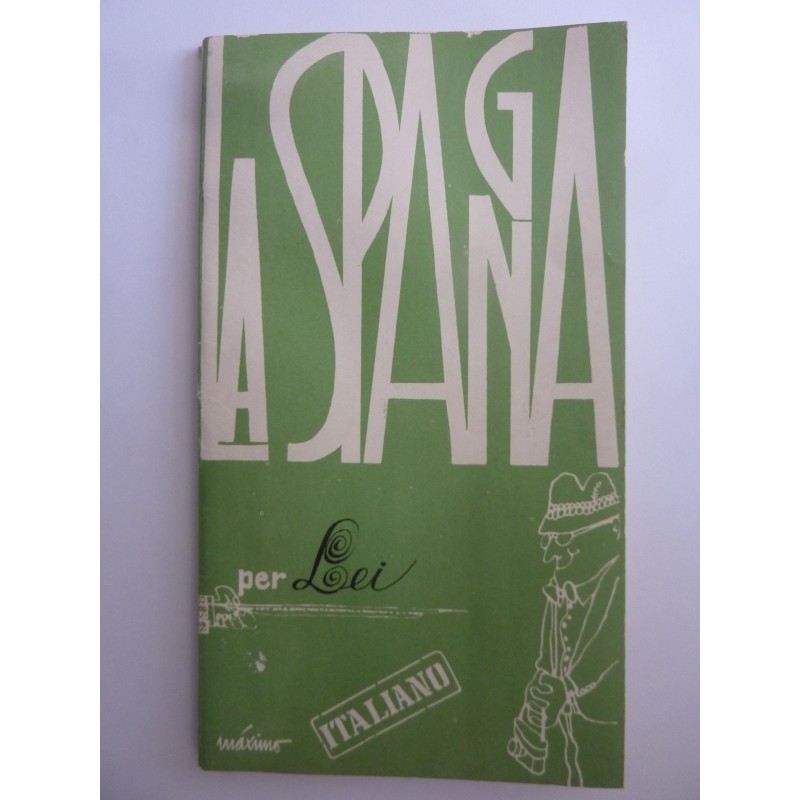 LA SPAGNA
per Lei
ITALIANO
máximo